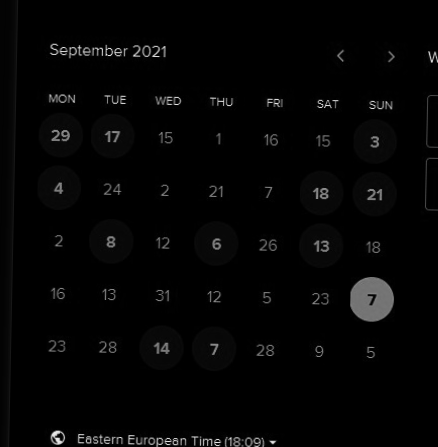 September 2021
MON TUE WED THU FRI SAT SUN
29 17 15 1 16 15 3
4 24 2 21 7 18 21
2 8 12 6 26 13 18
16 13 31 12 5 23 7
23 28 14 7 28 9 5
Eastern European Time (18:09)